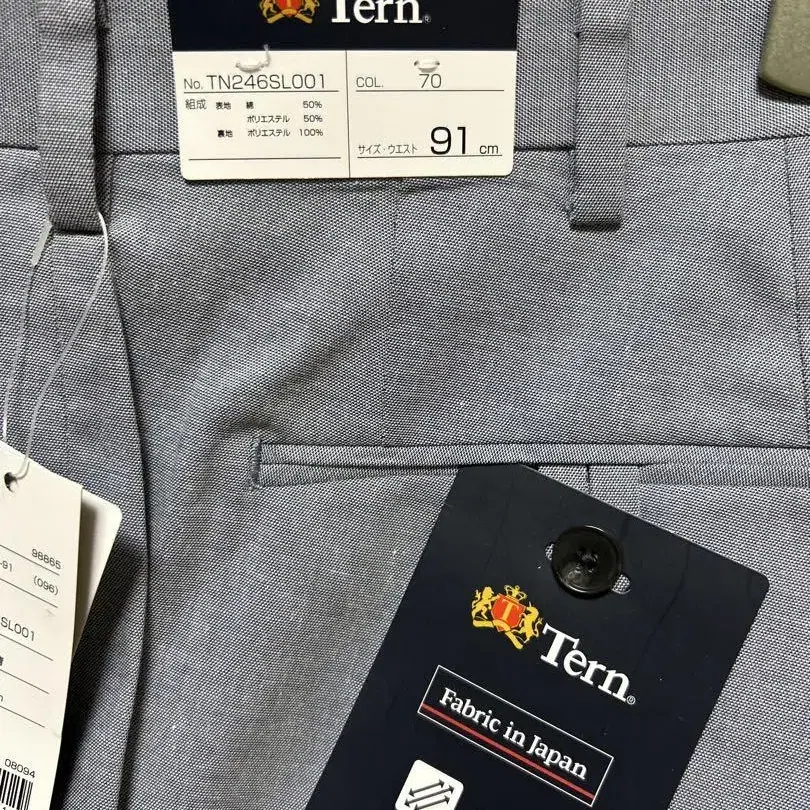 T
Tern®
No. TN246SL001
COL. 70
組成 表地 綿 50%
ポリエステル 50%
裏地 ポリエステル 100%
サイズ・ウエスト 91 cm
98865
-91 (096)
SL001
08094
T
Tern®
Fabric in Japan